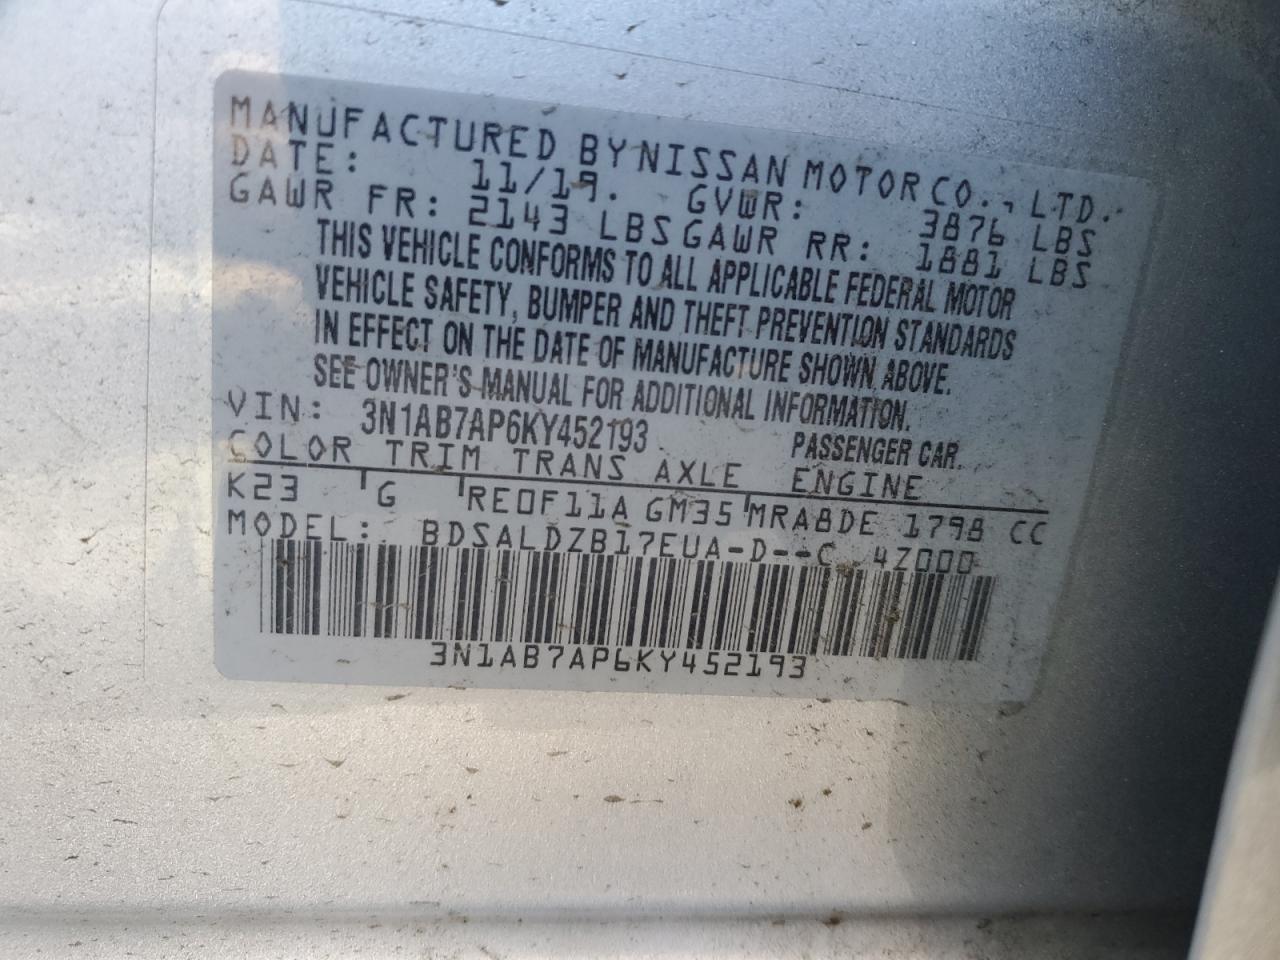 MANUFACTURED BY NISSAN MOTOR CO., LTD.
DATE: 11/19. GVWR: 3876 LBS
GAWR FR: 2143 LBS GAWR RR: 1881 LBS
THIS VEHICLE CONFORMS TO ALL APPLICABLE FEDERAL MOTOR
VEHICLE SAFETY, BUMPER AND THEFT PREVENTION STANDARDS
IN EFFECT ON THE DATE OF MANUFACTURE SHOWN ABOVE.
SEE OWNER'S MANUAL FOR ADDITIONAL INFORMATION.
VIN: 3N1AB7AP6KY452193 PASSENGER CAR.
COLOR TRIM TRANS AXLE ENGINE
K23 G RE0F11A GM35 MRA8DE 1798 CC
MODEL: BDSALDZB17EUA-D--C 4Z000
3N1AB7AP6KY452193